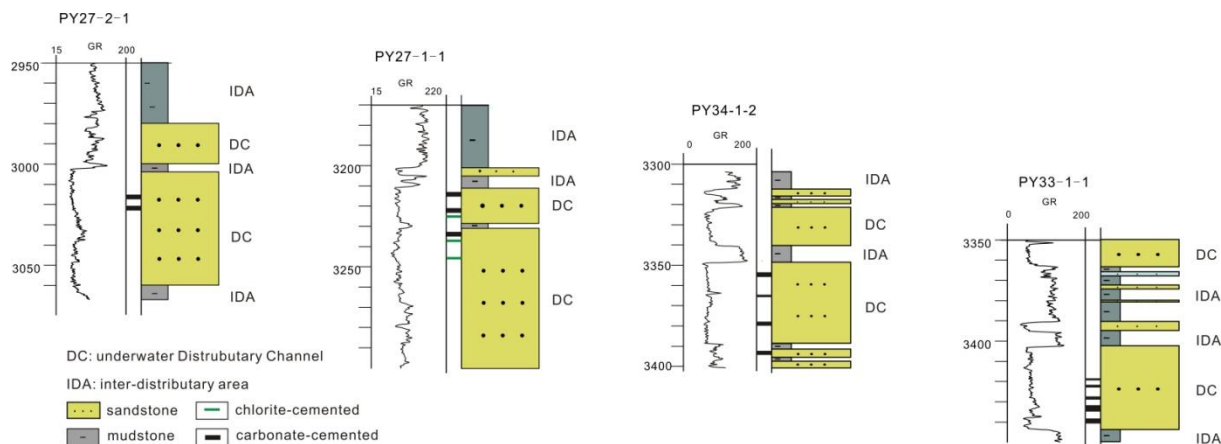 PY27-2-1
15 GR 200
2950
3000
3050
IDA
DC
IDA
DC
IDA
PY27-1-1
GR
15 220
3200
3250
IDA
IDA
DC
DC
PY34-1-2
GR
0 200
3300
3350
3400
IDA
DC
IDA
DC
PY33-1-1
GR
0 200
3350
3400
DC
IDA
IDA
DC
IDA
DC: underwater Distrubutary Channel
IDA: inter-distributary area
sandstone
chlorite-cemented
mudstone
carbonate-cemented